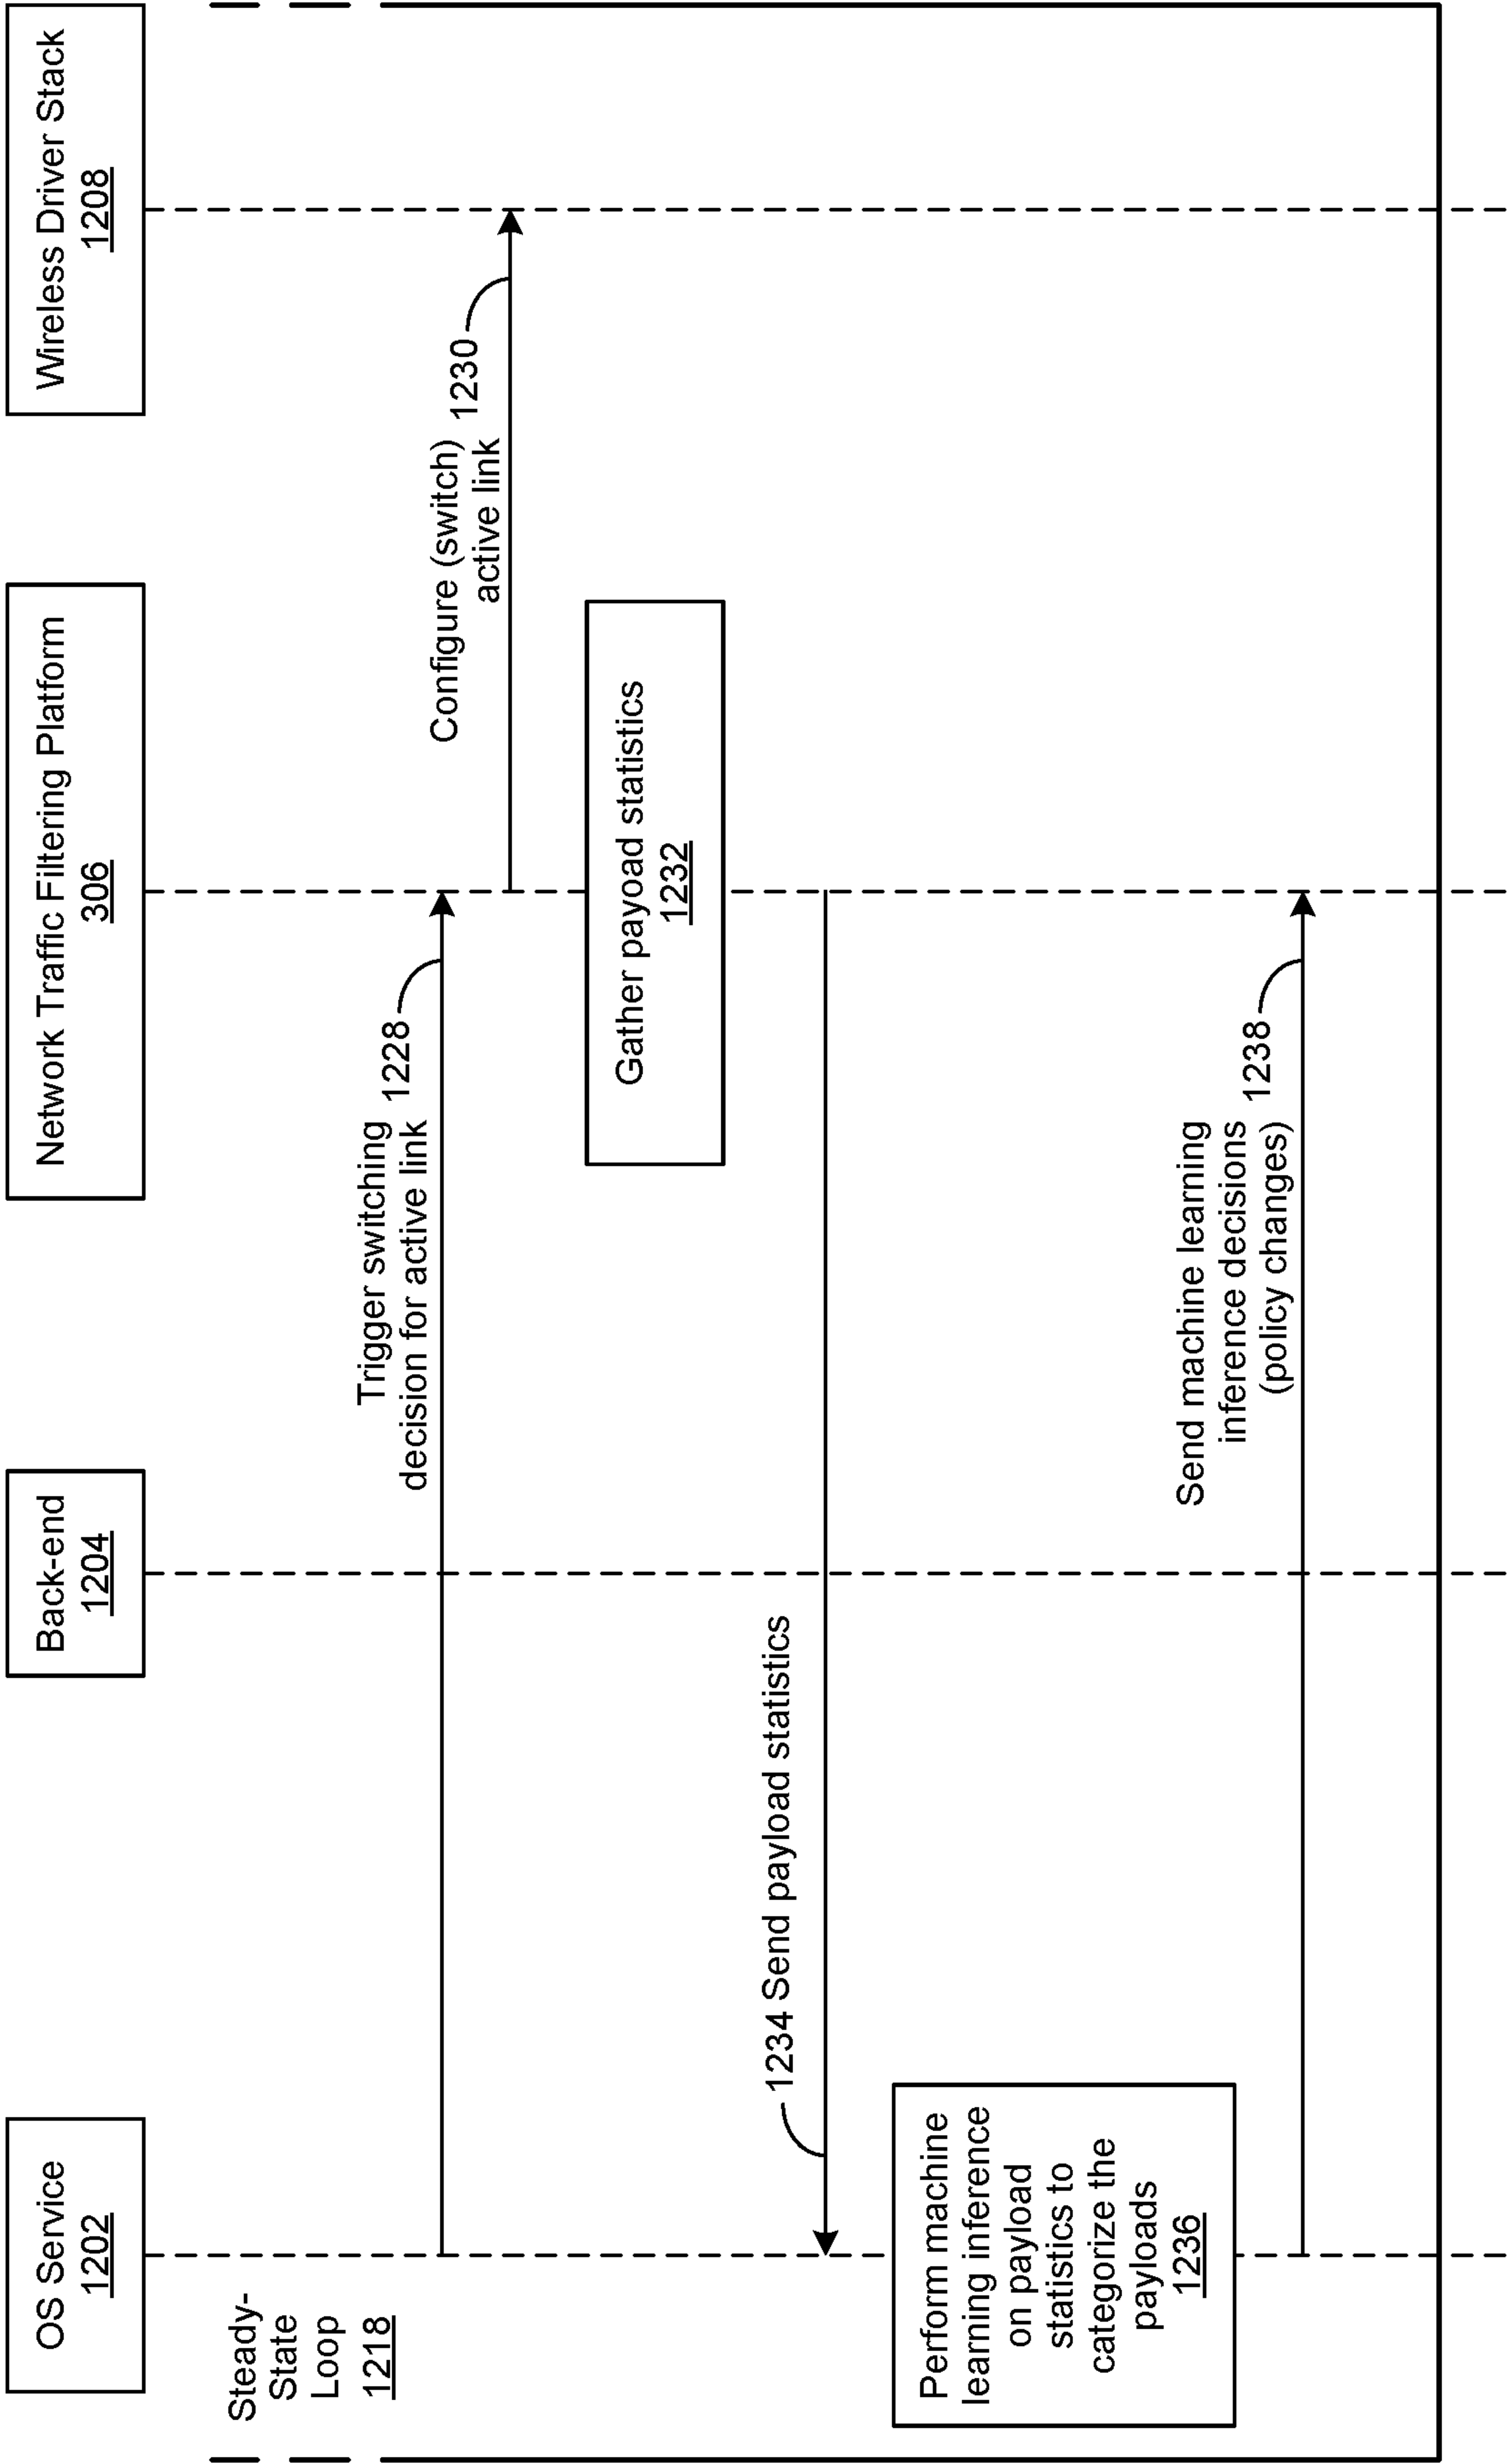 OS Service
1202
Back-end
1204
Network Traffic Filtering Platform
306
Wireless Driver Stack
1208
Steady-
State
Loop
1218
Trigger switching
decision for active link
1228
Configure (switch)
active link
1230
Gather payoad statistics
1232
1234 Send payload statistics
Perform machine
learning inference
on payload
statistics to
categorize the
payloads
1236
Send machine learning
inference decisions
(policy changes)
1238